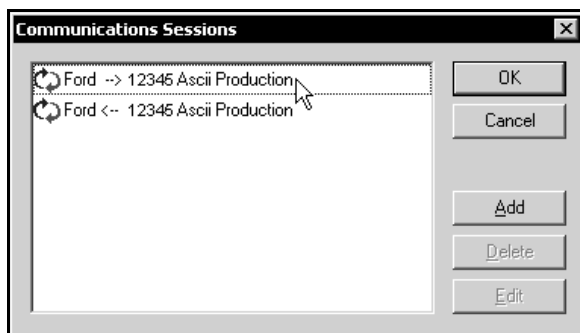 Communications Sessions
Ford --> 12345 Ascii Production
Ford <-- 12345 Ascii Production
OK
Cancel
Add
Delete
Edit